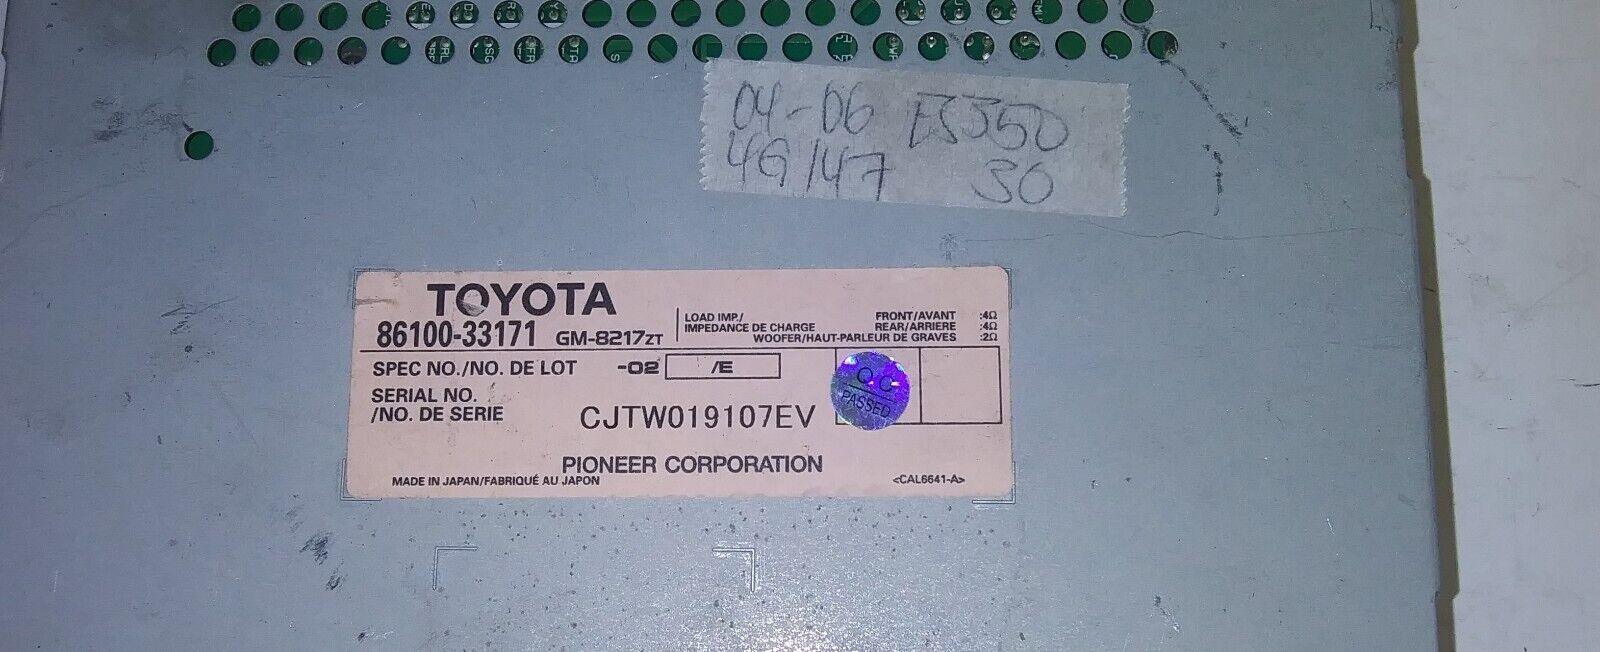 04-06 ES350
4G147 30
TOYOTA
86100-33171 GM-8217ZT
LOAD IMP./ FRONT/AVANT :4Ω
IMPEDANCE DE CHARGE REAR/ARRIERE :4Ω
WOOFER/HAUT-PARLEUR DE GRAVES :2Ω
SPEC NO./NO. DE LOT -02 /E
SERIAL NO.
/NO. DE SERIE CJTW019107EV
Q C
PASSED
PIONEER CORPORATION
MADE IN JAPAN/FABRIQUÉ AU JAPON <CAL6641-A>